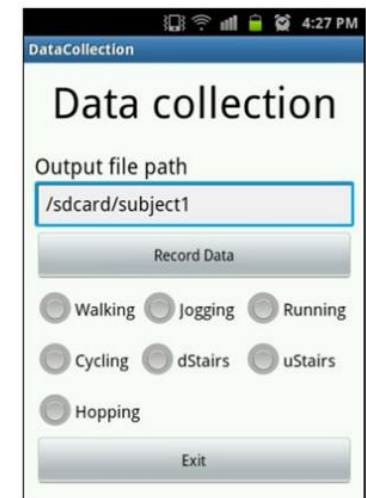 4:27 PM
DataCollection
Data collection
Output file path
/sdcard/subject1
Record Data
Walking Jogging Running
Cycling dStairs uStairs
Hopping
Exit